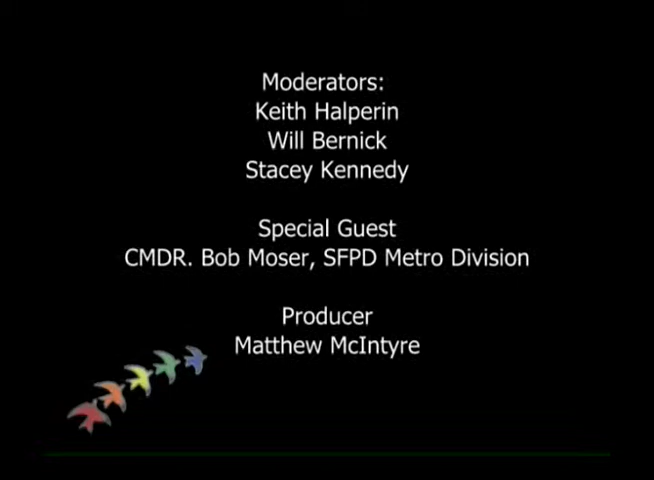 Moderators:
Keith Halperin
Will Bernick
Stacey Kennedy
Special Guest
CMDR. Bob Moser, SFPD Metro Division
Producer
Matthew McIntyre